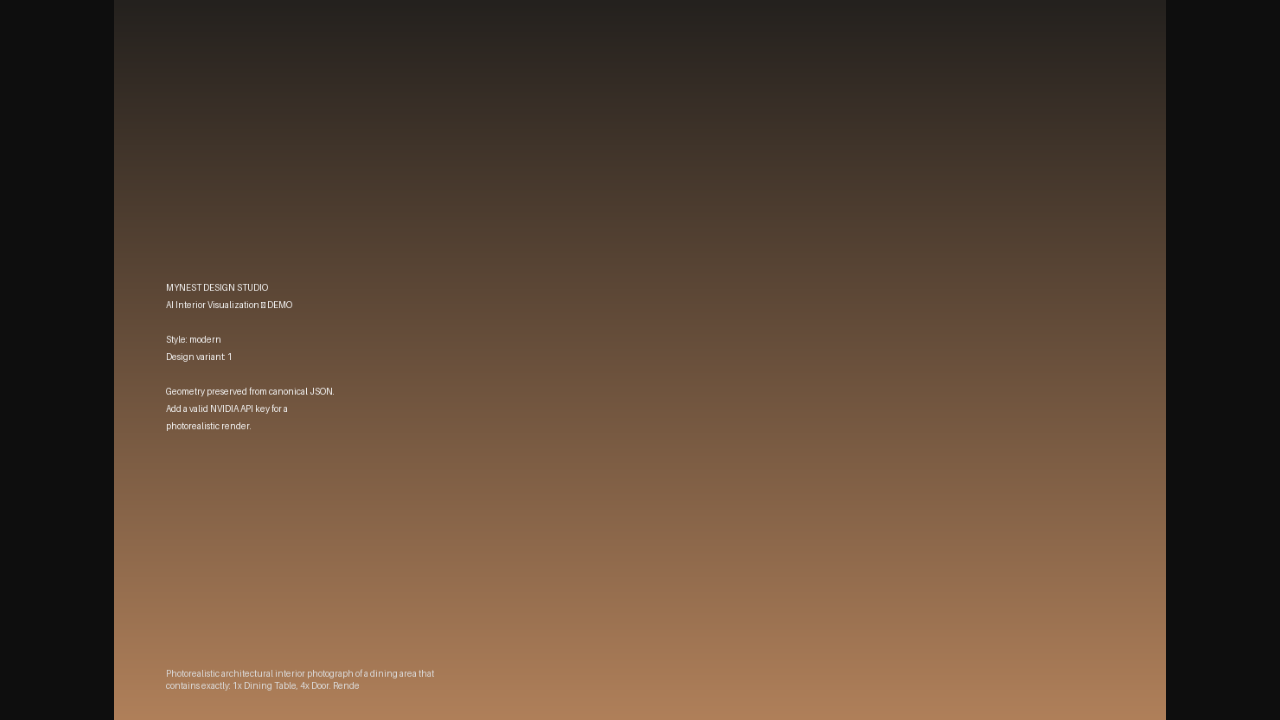 MYNEST DESIGN STUDIO
AI Interior Visualization DEMO
Style: modern
Design variant: 1
Geometry preserved from canonical JSON.
Add a valid NVIDIA API key for a
photorealistic render.
Photorealistic architectural interior photograph of a dining area that
contains exactly: 1x Dining Table, 4x Door. Rende